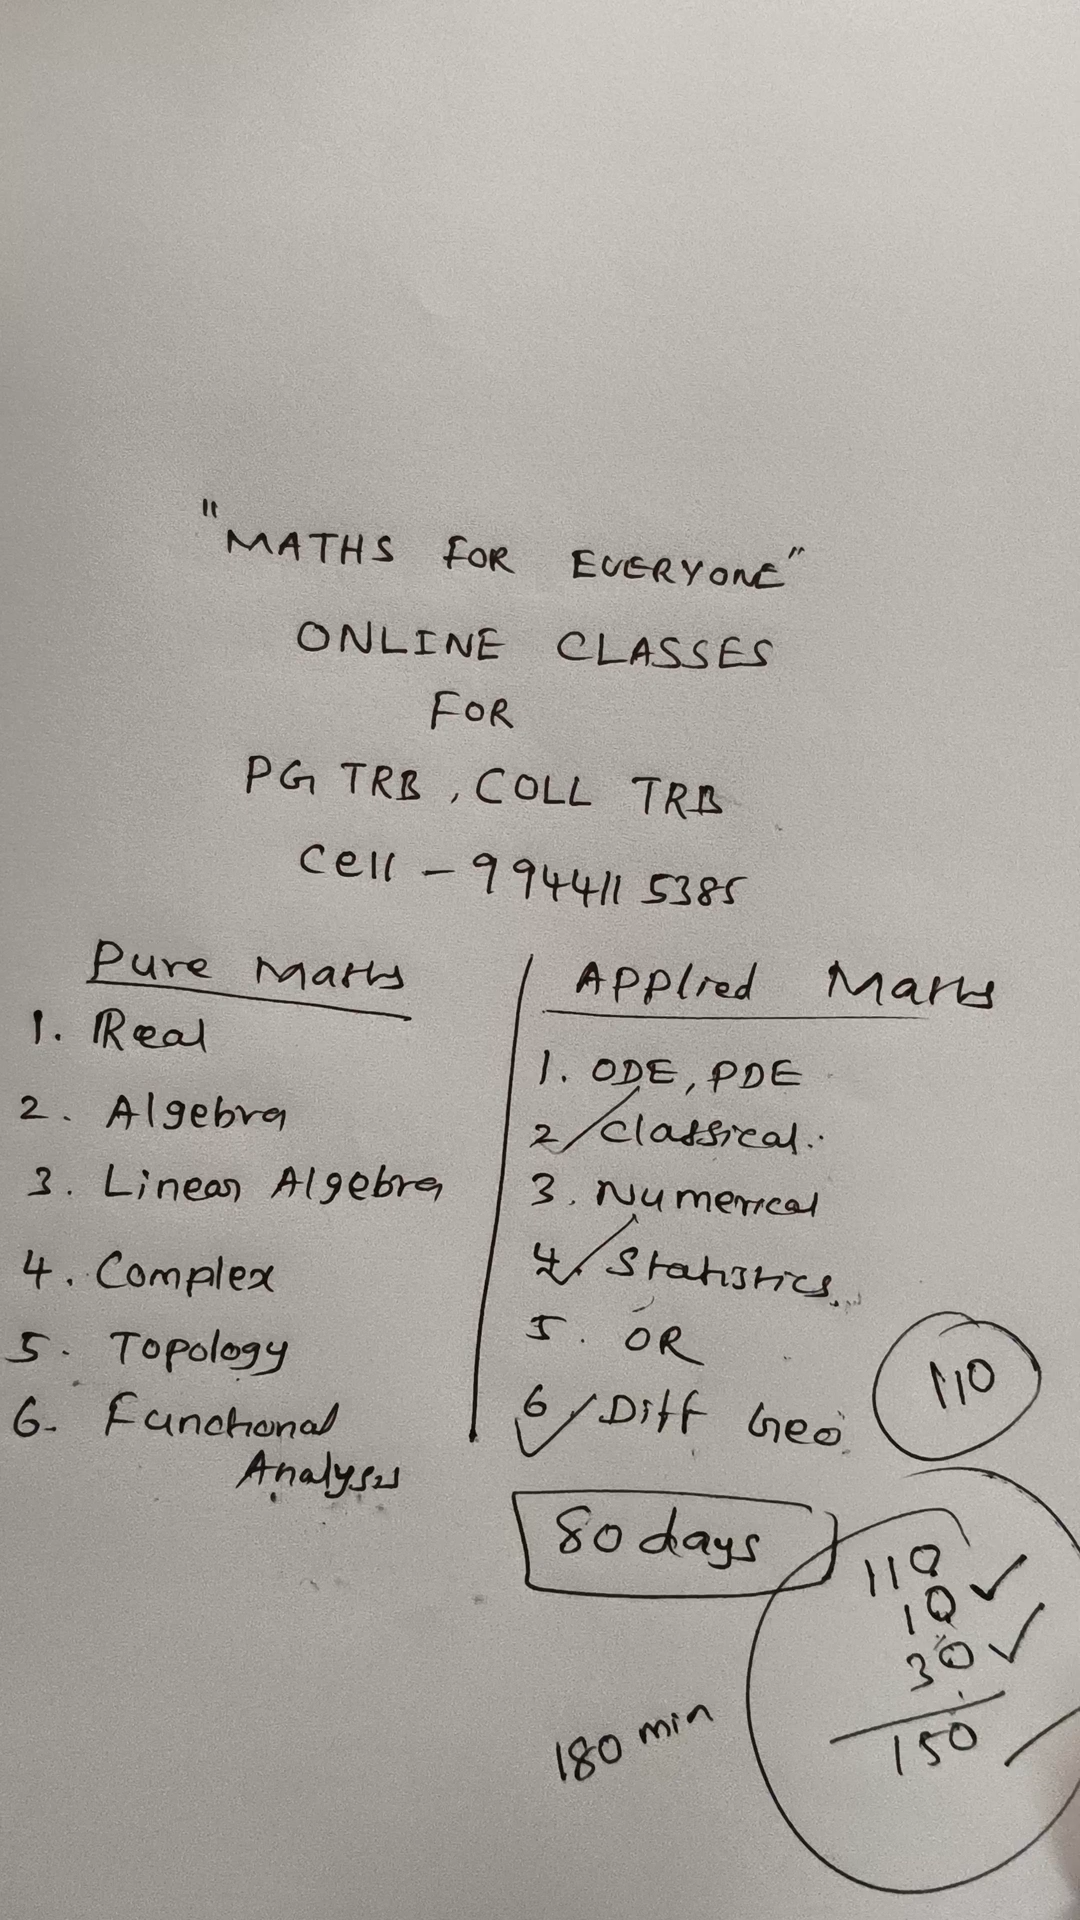 "MATHS FOR EVERYONE"
ONLINE CLASSES
FOR
PG TRB, COLL TRB
Cell - 9944115385
Pure Maths
1. Real
2. Algebra
3. Linear Algebra
4. Complex
5. Topology
6. Functional
Analysis
Applied Maths
1. ODE, PDE
2 Classical.
3. Numerical
4. Statistics.
5. OR
6 Diff Geo
110
80 days
110
10
30
150
180 min